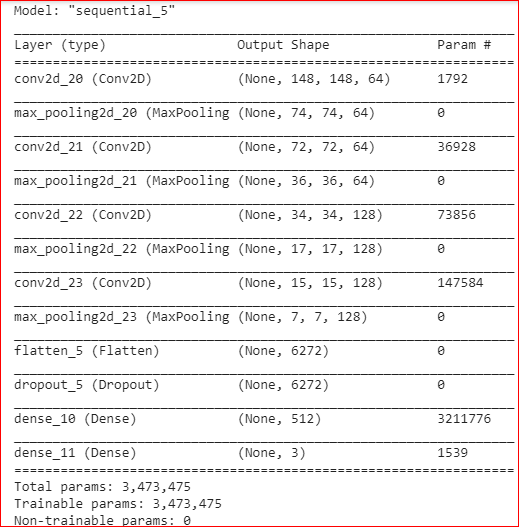 Model: "sequential_5"
_________________________________________________________________
Layer (type)                 Output Shape              Param #
=================================================================
conv2d_20 (Conv2D)           (None, 148, 148, 64)      1792
_________________________________________________________________
max_pooling2d_20 (MaxPooling (None, 74, 74, 64)        0
_________________________________________________________________
conv2d_21 (Conv2D)           (None, 72, 72, 64)        36928
_________________________________________________________________
max_pooling2d_21 (MaxPooling (None, 36, 36, 64)        0
_________________________________________________________________
conv2d_22 (Conv2D)           (None, 34, 34, 128)       73856
_________________________________________________________________
max_pooling2d_22 (MaxPooling (None, 17, 17, 128)       0
_________________________________________________________________
conv2d_23 (Conv2D)           (None, 15, 15, 128)       147584
_________________________________________________________________
max_pooling2d_23 (MaxPooling (None, 7, 7, 128)         0
_________________________________________________________________
flatten_5 (Flatten)          (None, 6272)              0
_________________________________________________________________
dropout_5 (Dropout)          (None, 6272)              0
_________________________________________________________________
dense_10 (Dense)             (None, 512)               3211776
_________________________________________________________________
dense_11 (Dense)             (None, 3)                 1539
=================================================================
Total params: 3,473,475
Trainable params: 3,473,475
Non-trainable params: 0